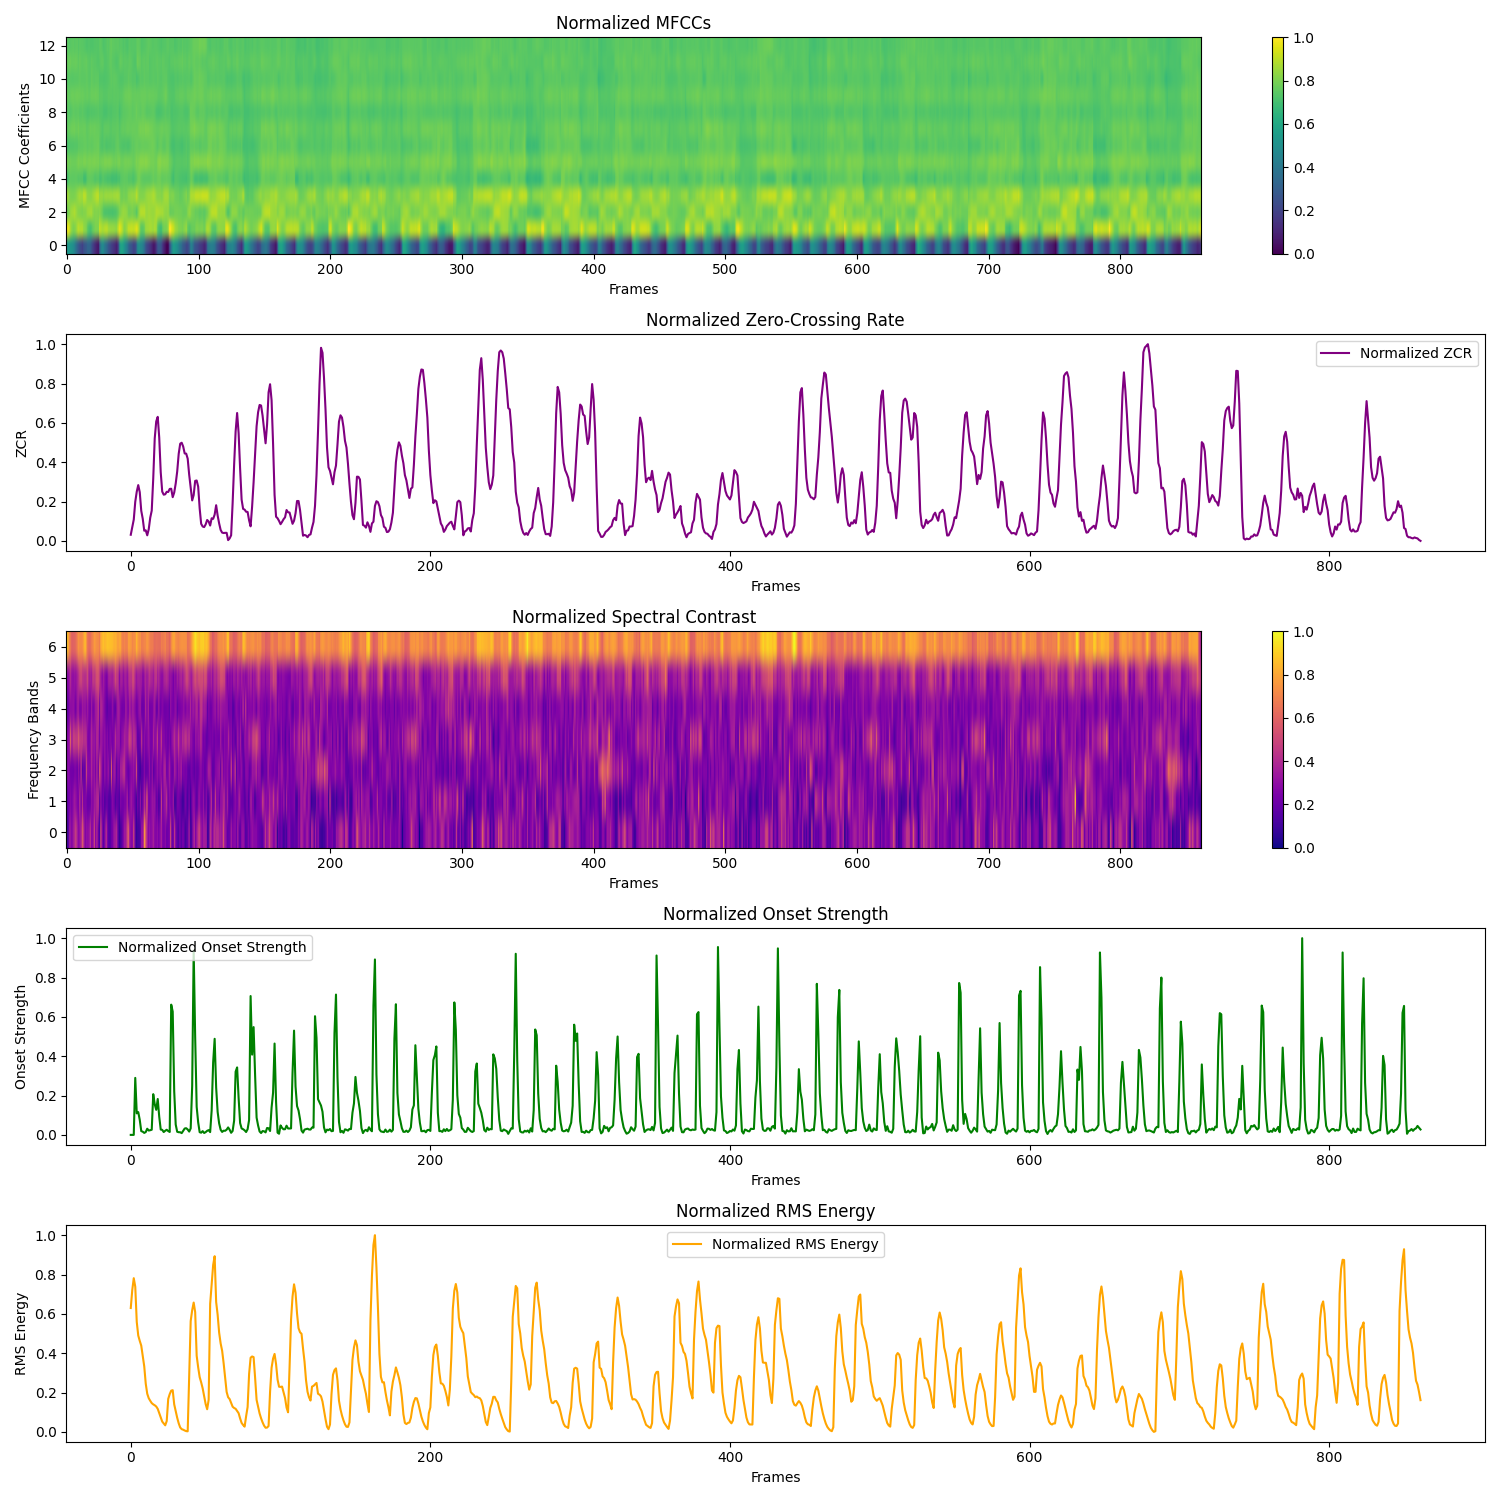 Normalized MFCCs
MFCC Coefficients
12
10
8
6
4
2
0
0 100 200 300 400 500 600 700 800
Frames
1.0
0.8
0.6
0.4
0.2
0.0
Normalized Zero-Crossing Rate
ZCR
1.0
0.8
0.6
0.4
0.2
0.0
Normalized ZCR
0 200 400 600 800
Frames
Normalized Spectral Contrast
Frequency Bands
6
5
4
3
2
1
0
0 100 200 300 400 500 600 700 800
Frames
1.0
0.8
0.6
0.4
0.2
0.0
Normalized Onset Strength
Onset Strength
1.0
0.8
0.6
0.4
0.2
0.0
Normalized Onset Strength
0 200 400 600 800
Frames
Normalized RMS Energy
RMS Energy
1.0
0.8
0.6
0.4
0.2
0.0
Normalized RMS Energy
0 200 400 600 800
Frames